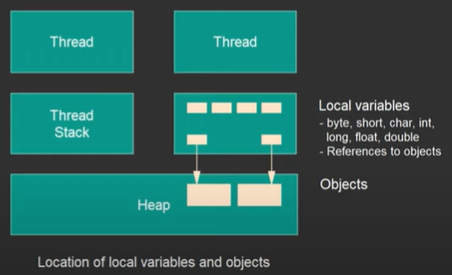 Thread
Thread
Thread
Stack
Local variables
- byte, short, char, int,
long, float, double
- References to objects
Objects
Heap
Location of local variables and objects